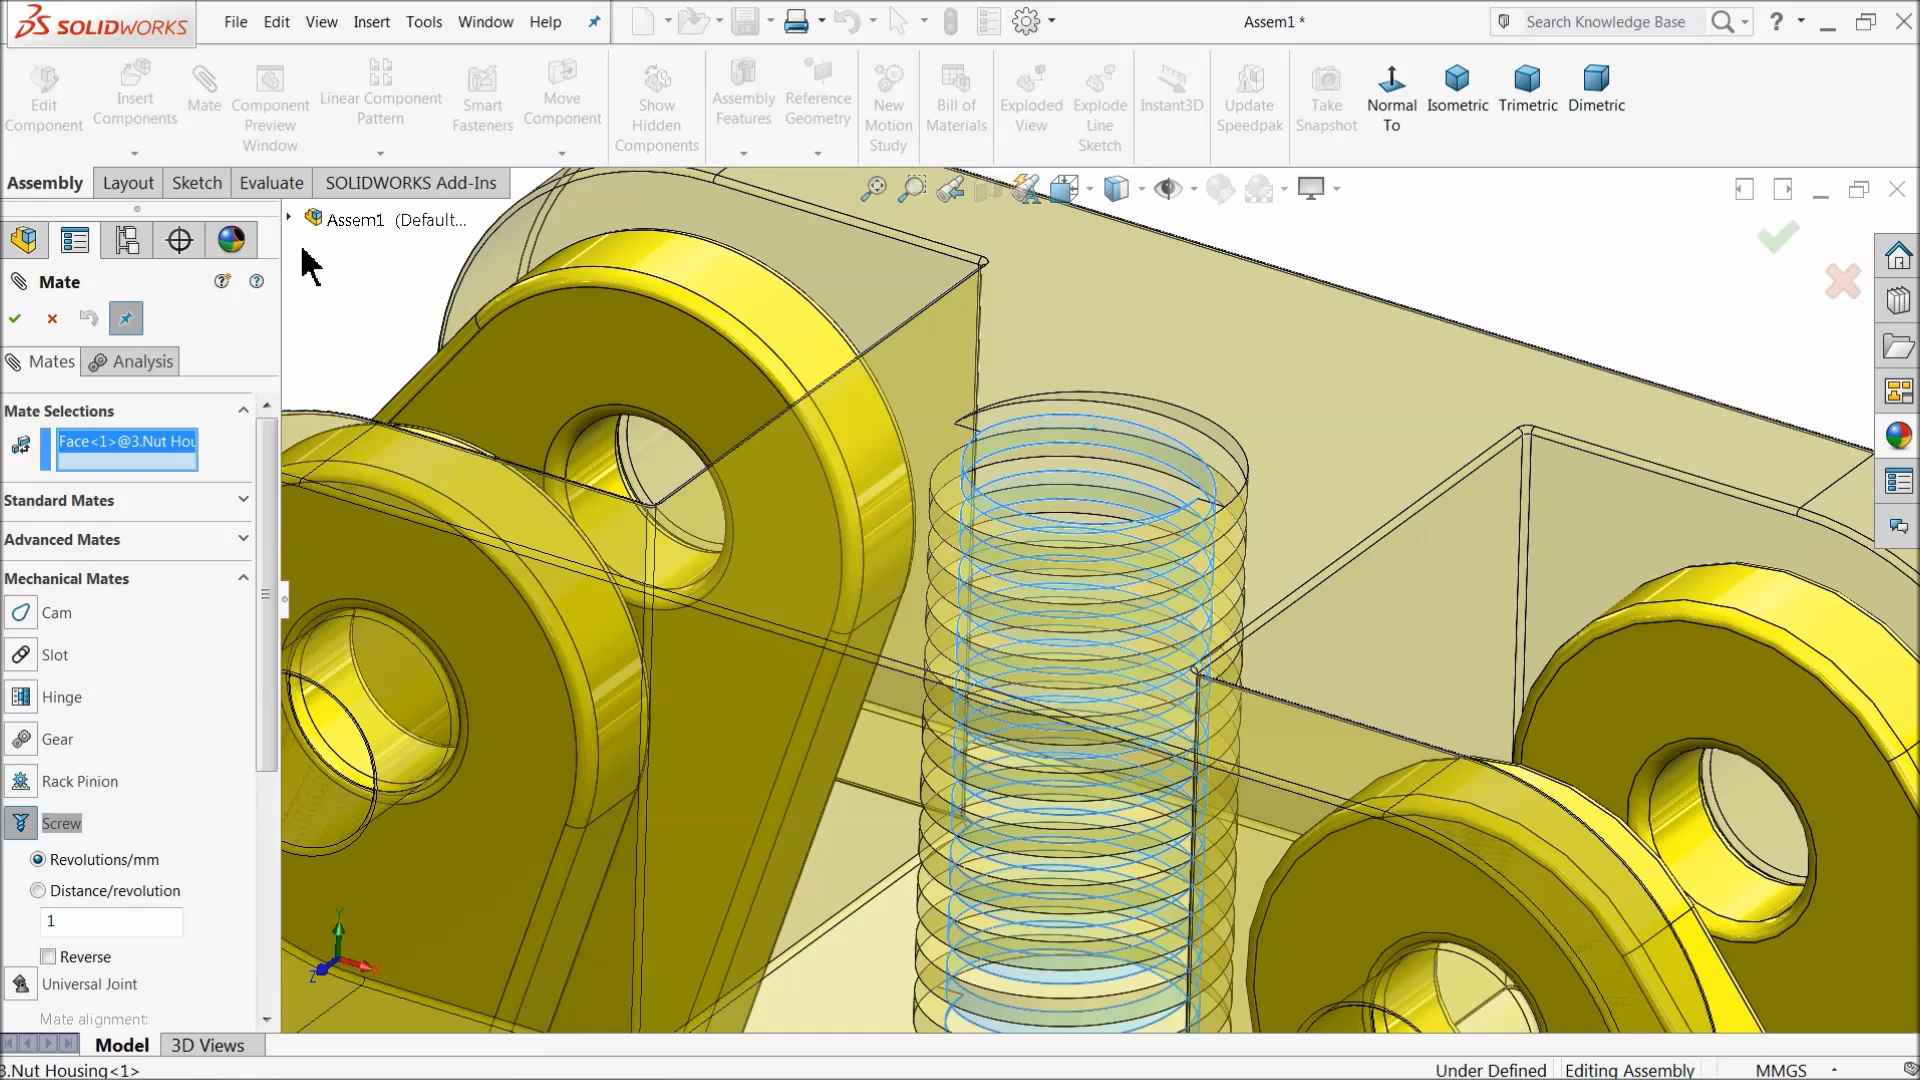 SOLIDWORKS
File Edit View Insert Tools Window Help
Assem1 *
Search Knowledge Base
?
Edit Component
Insert Components
Mate
Component Preview Window
Linear Component Pattern
Smart Fasteners
Move Component
Show Hidden Components
Assembly Features
Reference Geometry
New Motion Study
Bill of Materials
Exploded View
Explode Line Sketch
Instant3D
Update Speedpak
Take Snapshot
Normal To
Isometric
Trimetric
Dimetric
Assembly Layout Sketch Evaluate SOLIDWORKS Add-Ins
Assem1 (Default...
Mate
Mates Analysis
Mate Selections
Face<1>@3.Nut Hou
Standard Mates
Advanced Mates
Mechanical Mates
Cam
Slot
Hinge
Gear
Rack Pinion
Screw
Revolutions/mm
Distance/revolution
1
Reverse
Universal Joint
Mate alignment:
Y
X
Z
Model 3D Views
3.Nut Housing<1>
Under Defined Editing Assembly MMGS